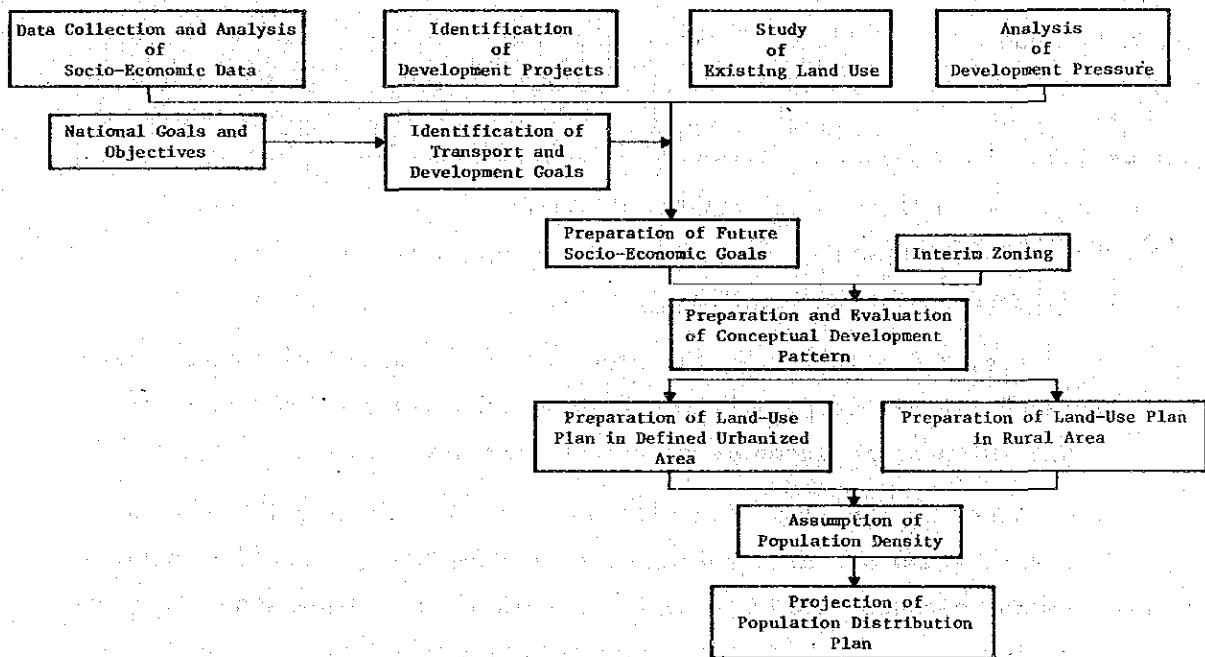 Data Collection and Analysis
of
Socio-Economic Data
Identification
of
Development Projects
Study
of
Existing Land Use
Analysis
of
Development Pressure
National Goals and
Objectives
Identification of
Transport and
Development Goals
Preparation of Future
Socio-Economic Goals
Interim Zoning
Preparation and Evaluation
of Conceptual Development
Pattern
Preparation of Land-Use
Plan in Defined Urbanized
Area
Preparation of Land-Use Plan
in Rural Area
Assumption of
Population Density
Projection of
Population Distribution
Plan